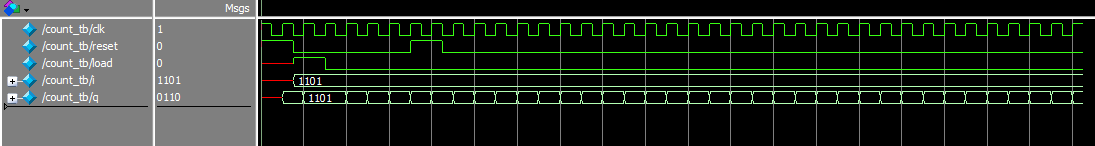 Msgs
/count_tb/clk 1
/count_tb/reset 0
/count_tb/load 0
/count_tb/i 1101 1101
/count_tb/q 0110 1101